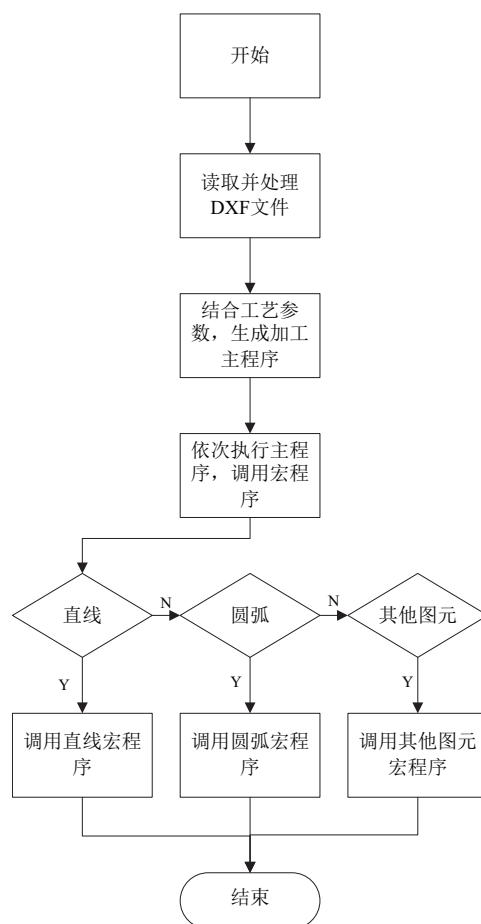 开始
读取并处理
DXF文件
结合工艺参
数，生成加工
主程序
依次执行主程
序，调用宏程
序
直线
N
圆弧
N
其他图元
Y
Y
Y
调用直线宏程
序
调用圆弧宏程
序
调用其他图元
宏程序
结束